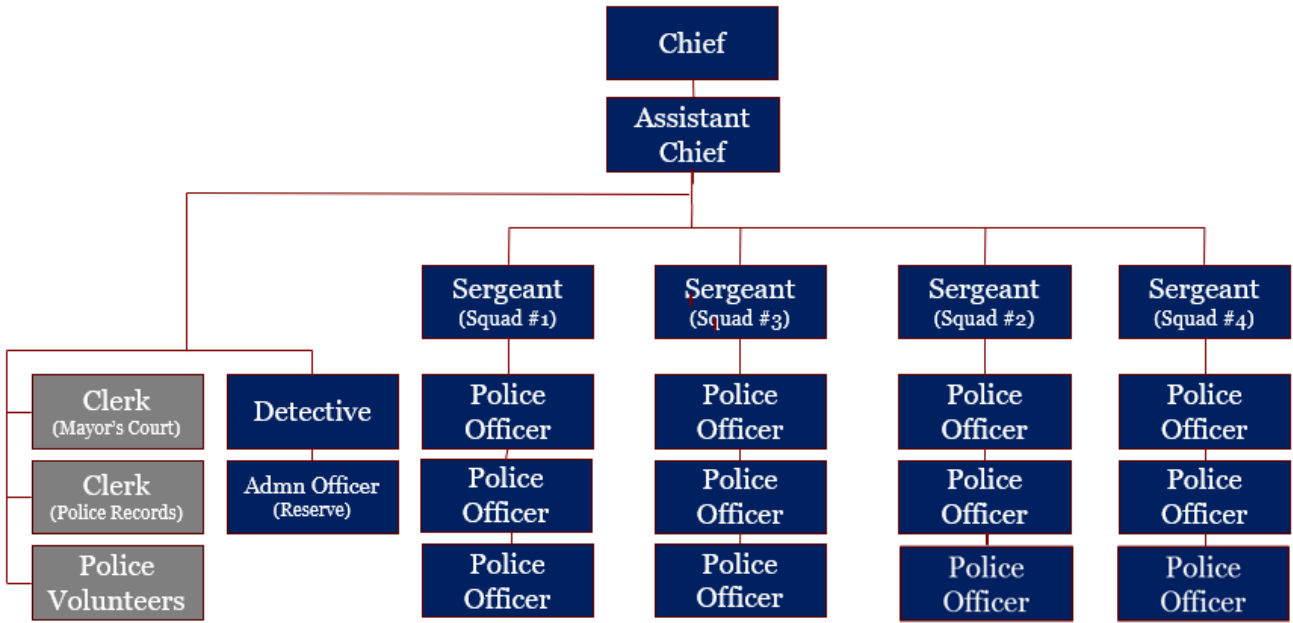 Chief
Assistant
Chief
Sergeant
(Squad #1)
Sergeant
(Squad #3)
Sergeant
(Squad #2)
Sergeant
(Squad #4)
Clerk
(Mayor's Court)
Detective
Police
Officer
Police
Officer
Police
Officer
Police
Officer
Clerk
(Police Records)
Admn Officer
(Reserve)
Police
Officer
Police
Officer
Police
Officer
Police
Officer
Police
Volunteers
Police
Officer
Police
Officer
Police
Officer
Police
Officer